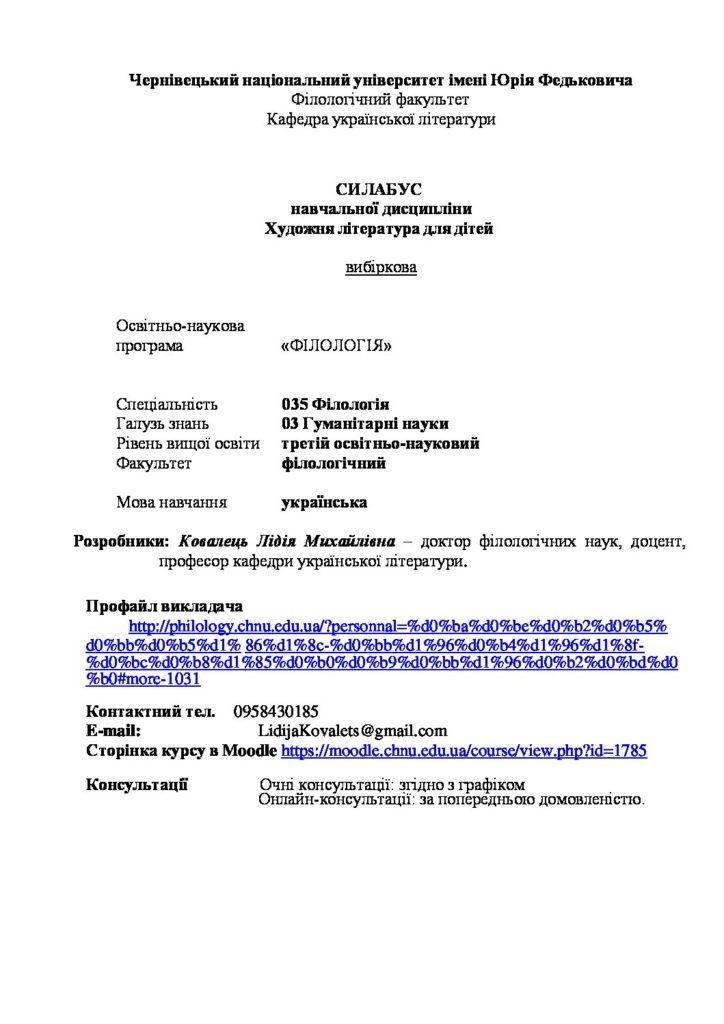 Чернівецький національний університет імені Юрія Федьковича
Філологічний факультет
Кафедра української літератури
СИЛАБУС
навчальної дисципліни
Художня література для дітей
вибіркова
Освітньо-наукова
програма «ФІЛОЛОГІЯ»
Спеціальність 035 Філологія
Галузь знань 03 Гуманітарні науки
Рівень вищої освіти третій освітньо-науковий
Факультет філологічний
Мова навчання українська
Розробники: Ковалець Лідія Михайлівна – доктор філологічних наук, доцент,
професор кафедри української літератури.
Профайл викладача
http://philology.chnu.edu.ua/?personnal=%d0%ba%d0%be%d0%b2%d0%b5%
d0%bb%d0%b5%d1% 86%d1%8c-%d0%bb%d1%96%d0%b4%d1%96%d1%8f-
%d0%bc%d0%b8%d1%85%d0%b0%d0%b9%d0%bb%d1%96%d0%b2%d0%bd%d0
%b0#more-1031
Контактний тел. 0958430185
E-mail: LidijaKovalets@gmail.com
Сторінка курсу в Moodle https://moodle.chnu.edu.ua/course/view.php?id=1785
Консультації Очні консультації: згідно з графіком
Онлайн-консультації: за попередньою домовленістю.